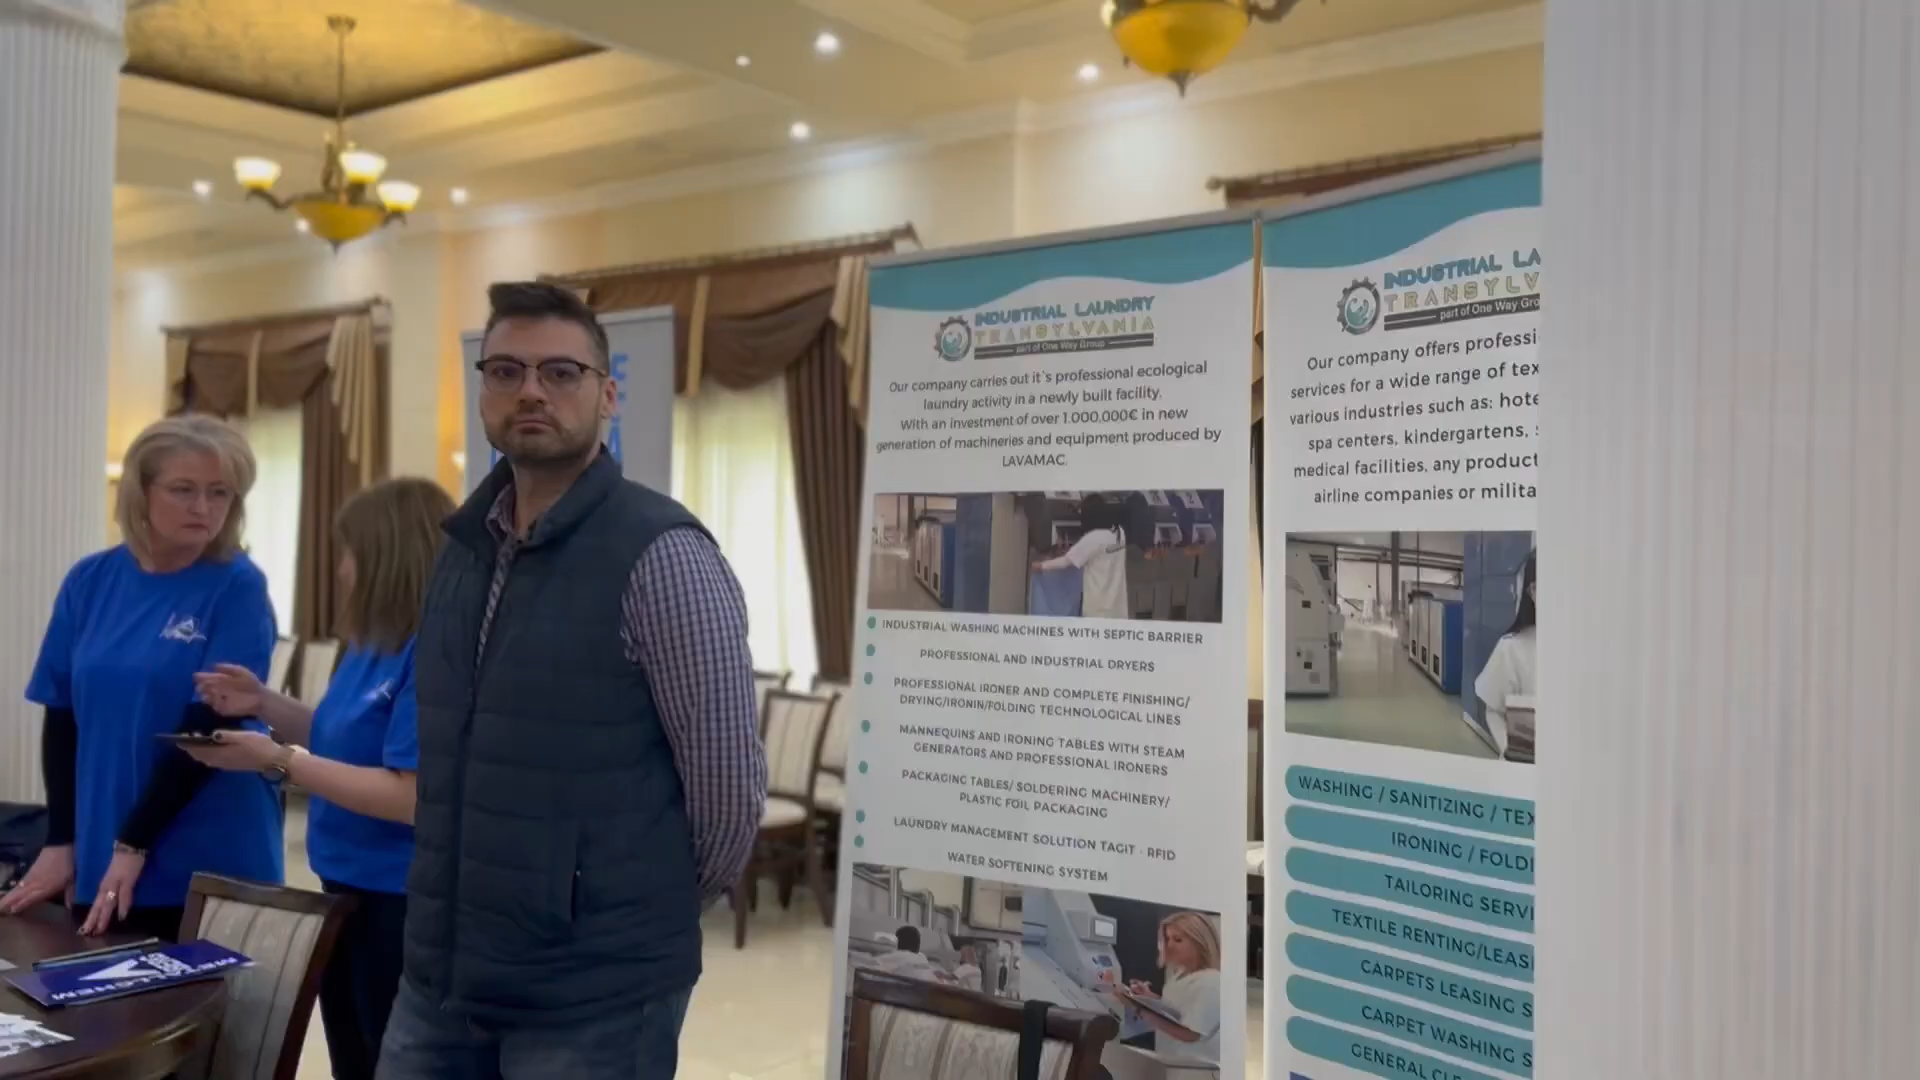 INDUSTRIAL LAUNDRY
TRANSYLVANIA
part of One Way Group
Our company carries out it's professional ecological
laundry activity in a newly built facility.
With an investment of over 1.000.000€ in new
generation of machineries and equipment produced by
LAVAMAC.
INDUSTRIAL WASHING MACHINES WITH SEPTIC BARRIER
PROFESSIONAL AND INDUSTRIAL DRYERS
PROFESSIONAL IRONER AND COMPLETE FINISHING/
DRYING/IRONIN/FOLDING TECHNOLOGICAL LINES
MANNEQUINS AND IRONING TABLES WITH STEAM
GENERATORS AND PROFESSIONAL IRONERS
PACKAGING TABLES/ SOLDERING MACHINERY/
PLASTIC FOIL PACKAGING
LAUNDRY MANAGEMENT SOLUTION TAGIT - RFID
WATER SOFTENING SYSTEM
INDUSTRIAL LA
TRANSYLV
part of One Way Gro
Our company offers professi
services for a wide range of tex
various industries such as: hote
spa centers, kindergartens,
medical facilities, any product
airline companies or milita
WASHING / SANITIZING / TEX
IRONING / FOLDI
TAILORING SERVI
TEXTILE RENTING/LEAS
CARPETS LEASING S
CARPET WASHING S
GENERAL CLE